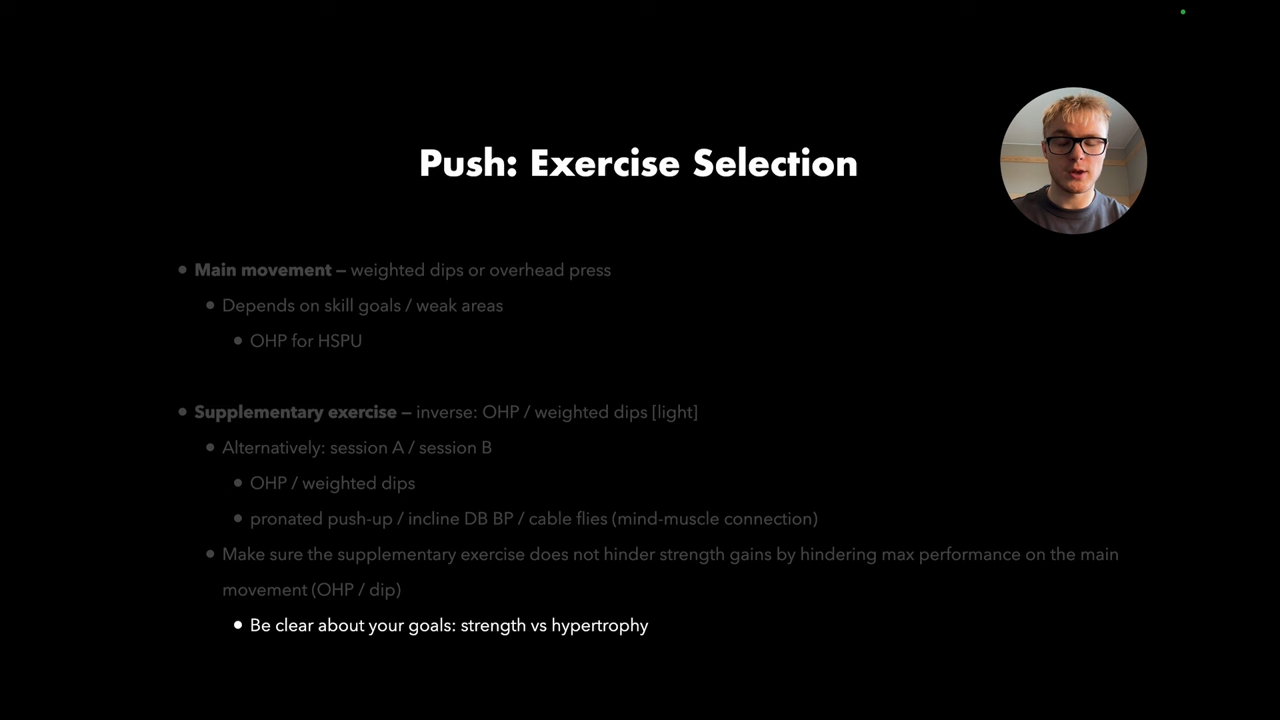 Push: Exercise Selection
• Main movement — weighted dips or overhead press
• Depends on skill goals / weak areas
• OHP for HSPU
• Supplementary exercise — inverse: OHP / weighted dips [light]
• Alternatively: session A / session B
• OHP / weighted dips
• pronated push-up / incline DB BP / cable flies (mind-muscle connection)
• Make sure the supplementary exercise does not hinder strength gains by hindering max performance on the main
movement (OHP / dip)
• Be clear about your goals: strength vs hypertrophy